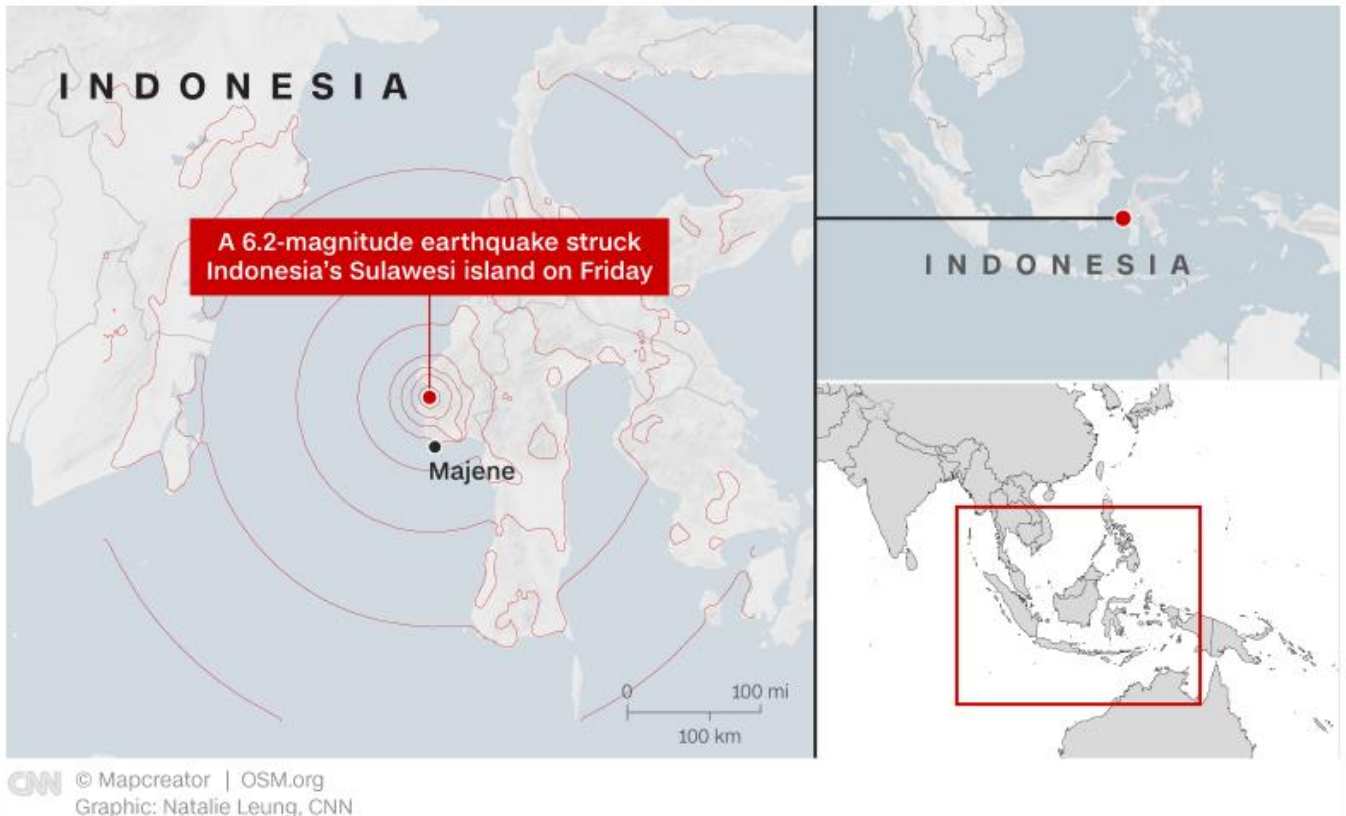 INDONESIA
A 6.2-magnitude earthquake struck
Indonesia's Sulawesi island on Friday
Majene
0 100 mi
100 km
INDONESIA
CNN © Mapcreator | OSM.org
Graphic: Natalie Leung, CNN